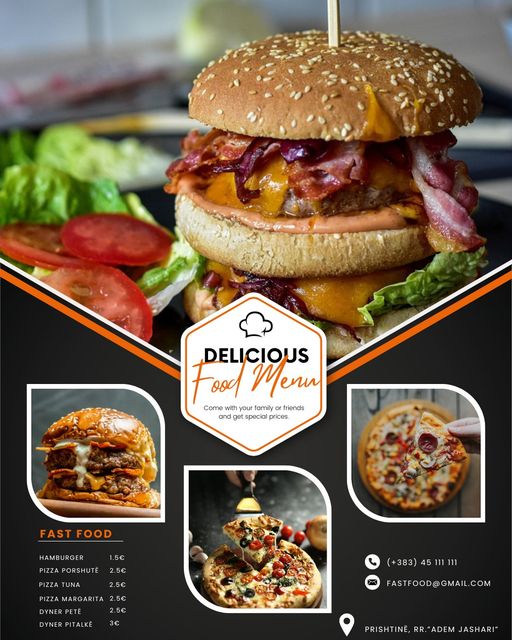 DELICIOUS
Food Menu
Come with your family or friends
and get special prices.
FAST FOOD
HAMBURGER 1.5€
PIZZA PORSHUTË 2.5€
PIZZA TUNA 2.5€
PIZZA MARGARITA 2.5€
DYNER PETË 2.5€
DYNER PITALKË 3€
(+383) 45 111 111
FASTFOOD@GMAIL.COM
PRISHTINË, RR."ADEM JASHARI"